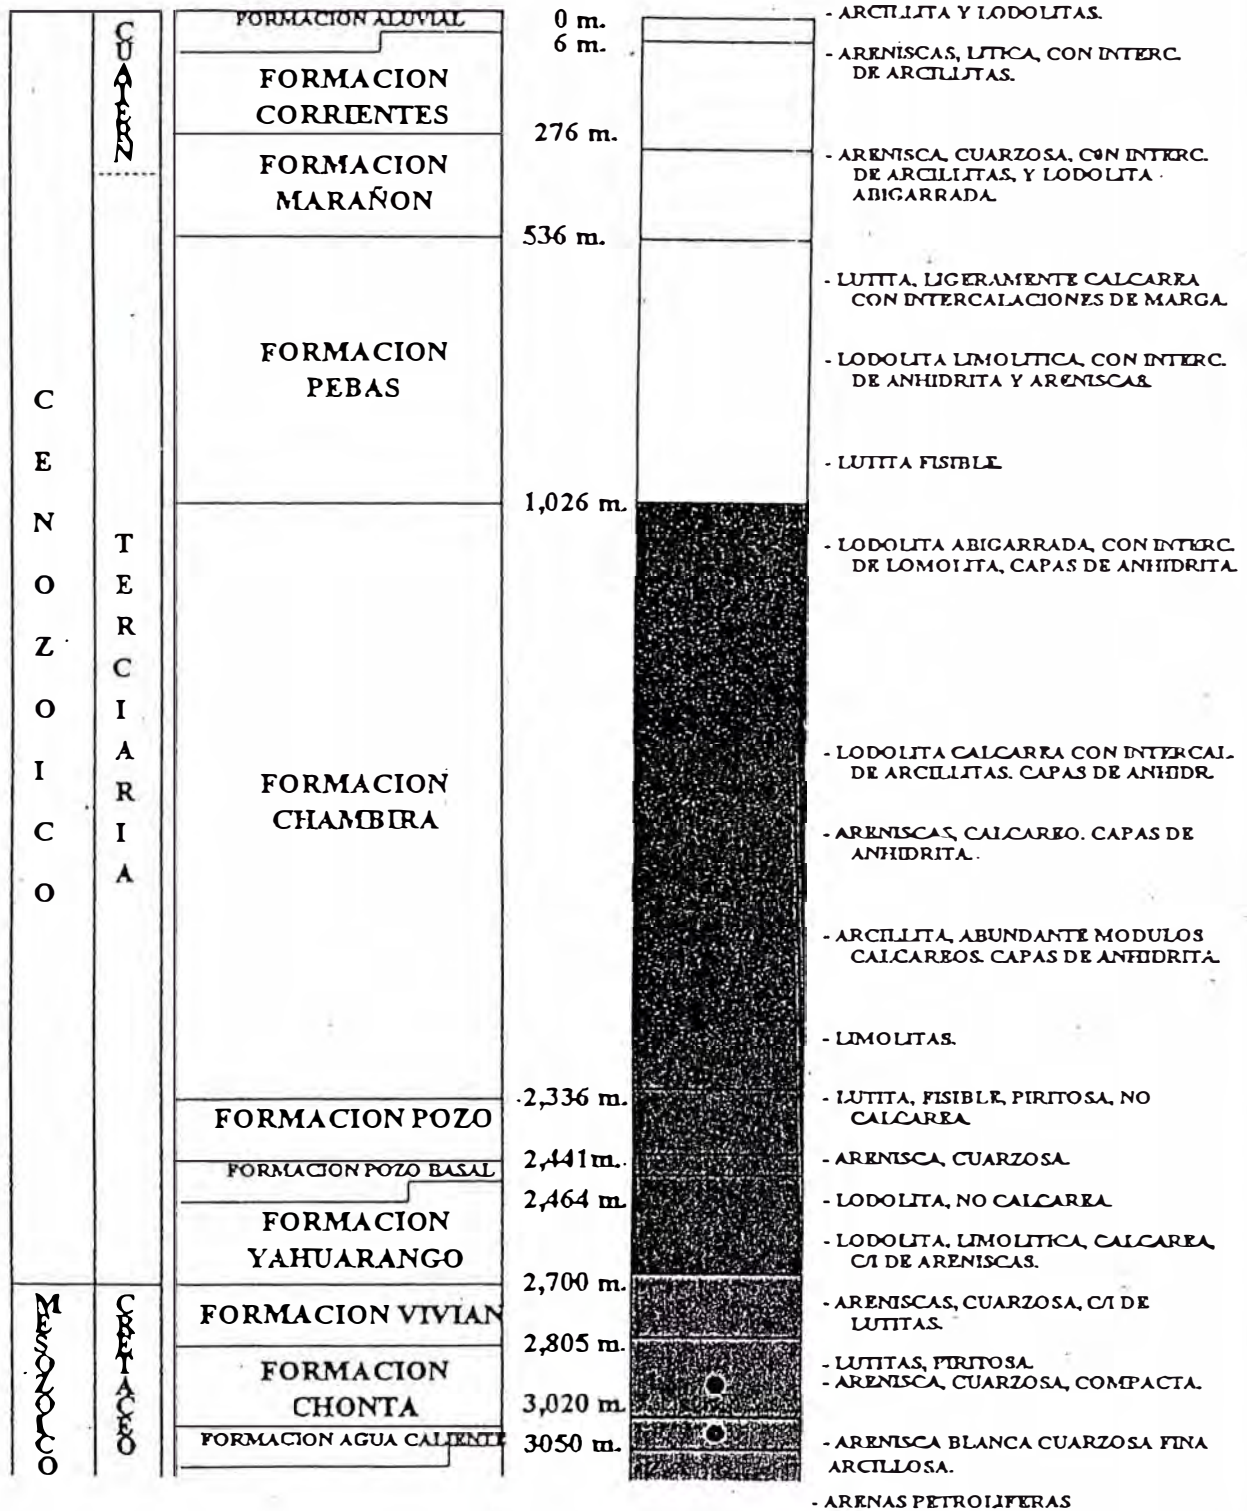 CENOZOICO
MESOZOICO
CUATERN
TERCIARIA
CRETACEO
FORMACION ALUVIAL
FORMACION
CORRIENTES
FORMACION
MARAÑON
FORMACION
PEBAS
FORMACION
CHAMBIRA
FORMACION POZO
FORMACION POZO BASAL
FORMACION
YAHUARANGO
FORMACION VIVIAN
FORMACION
CHONTA
FORMACION AGUA CALIENTE
0 m.
6 m.
276 m.
536 m.
1,026 m.
2,336 m.
2,441m.
2,464 m.
2,700 m.
2,805 m.
3,020 m.
3050 m.
- ARCILLITA Y LODOLITAS.
- ARENISCAS, LITICA, CON INTERC.
DE ARCILLITAS.
- ARENISCA, CUARZOSA, CON INTERC.
DE ARCILLITAS, Y LODOLITA
ABIGARRADA.
- LUTITA, LIGERAMENTE CALCAREA
CON INTERCALACIONES DE MARGA.
- LODOLITA LIMOLITICA, CON INTERC.
DE ANHIDRITA Y ARENISCAS.
- LUTITA FISIBLE.
- LODOLITA ABIGARRADA, CON INTERC.
DE LOMOLITA, CAPAS DE ANHIDRITA.
- LODOLITA CALCAREA CON INTERCAL.
DE ARCILLITAS. CAPAS DE ANHIDR.
- ARENISCAS, CALCAREO. CAPAS DE
ANHIDRITA.
- ARCILLITA, ABUNDANTE MODULOS
CALCAREOS. CAPAS DE ANHIDRITA.
- LIMOLITAS.
- LUTITA, FISIBLE, PIRITOSA, NO
CALCAREA.
- ARENISCA, CUARZOSA.
- LODOLITA, NO CALCAREA.
- LODOLITA, LIMOLITICA, CALCAREA,
C/I DE ARENISCAS.
- ARENISCAS, CUARZOSA, C/I DE
LUTITAS.
- LUTITAS, PIRITOSA.
- ARENISCA, CUARZOSA, COMPACTA.
- ARENISCA BLANCA CUARZOSA FINA
ARCILLOSA.
- ARENAS PETROLIFERAS